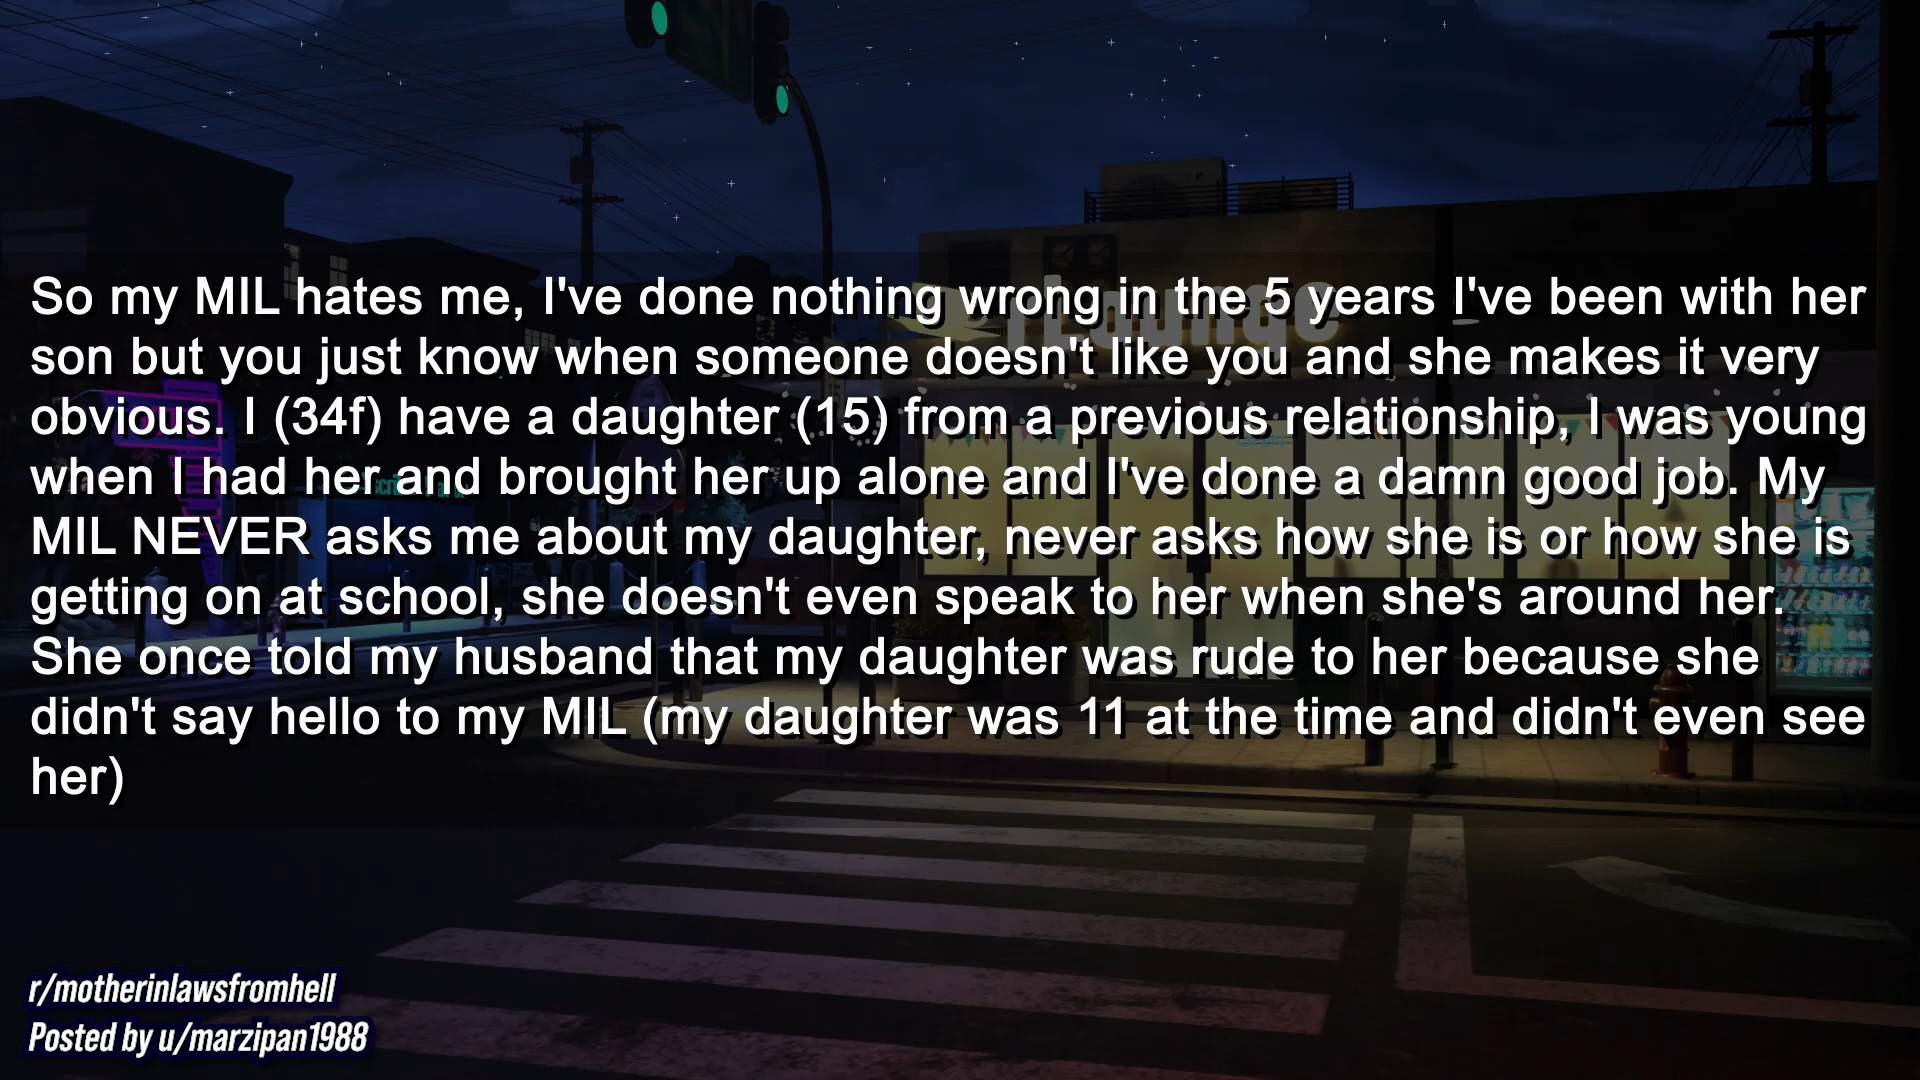 So my MIL hates me, I've done nothing wrong in the 5 years I've been with her
son but you just know when someone doesn't like you and she makes it very
obvious. I (34f) have a daughter (15) from a previous relationship, I was young
when I had her and brought her up alone and I've done a damn good job. My
MIL NEVER asks me about my daughter, never asks how she is or how she is
getting on at school, she doesn't even speak to her when she's around her.
She once told my husband that my daughter was rude to her because she
didn't say hello to my MIL (my daughter was 11 at the time and didn't even see
her)
Lounge
r/motherinlawsfromhell
Posted by u/marzipan1988